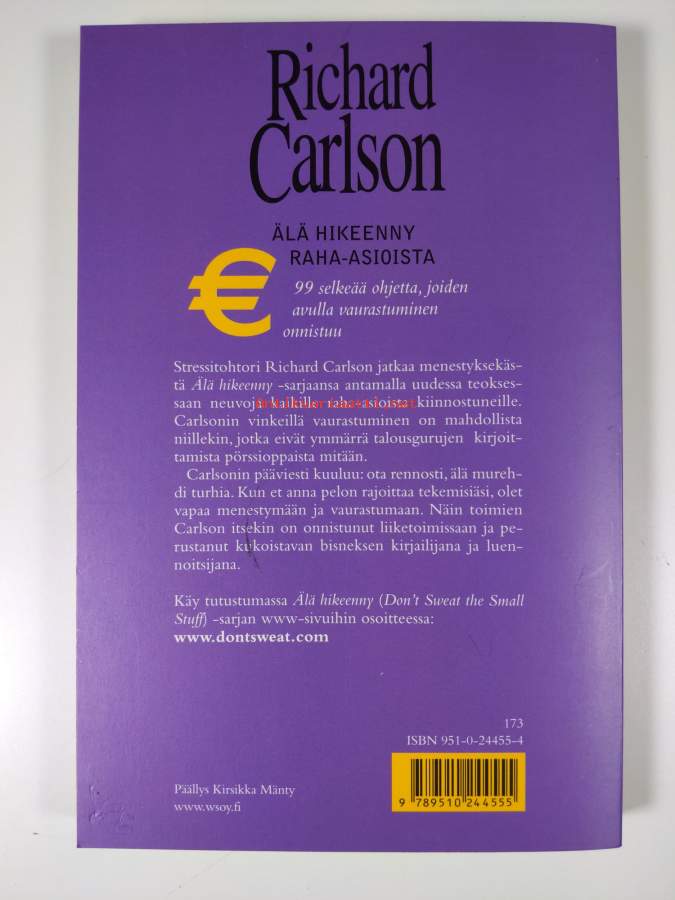 Richard
Carlson
ÄLÄ HIKEENNY
RAHA-ASIOISTA
€
99 selkeää ohjetta, joiden
avulla vaurastuminen
onnistuu
Stressitohtori Richard Carlson jatkaa menestyksekäs-
tä Älä hikeenny -sarjaansa antamalla uudessa teokses-
saan neuvoja kaikille raha-asioista kiinnostuneille.
Carlsonin vinkeillä vaurastuminen on mahdollista
niillekin, jotka eivät ymmärrä talousgurujen kirjoit-
tamista pörssioppaista mitään.
Carlsonin pääviesti kuuluu: ota rennosti, älä mureh-
di turhia. Kun et anna pelon rajoittaa tekemisiäsi, olet
vapaa menestymään ja vaurastumaan. Näin toimien
Carlson itsekin on onnistunut liiketoimissaan ja pe-
rustanut kukoistavan bisneksen kirjailijana ja luen-
noitsijana.
Käy tutustumassa Älä hikeenny (Don't Sweat the Small
Stuff) -sarjan www-sivuihin osoitteessa:
www.dontsweat.com
173
ISBN 951-0-24455-4
9 789510 244555
Päällys Kirsikka Mänty
www.wsoy.fi